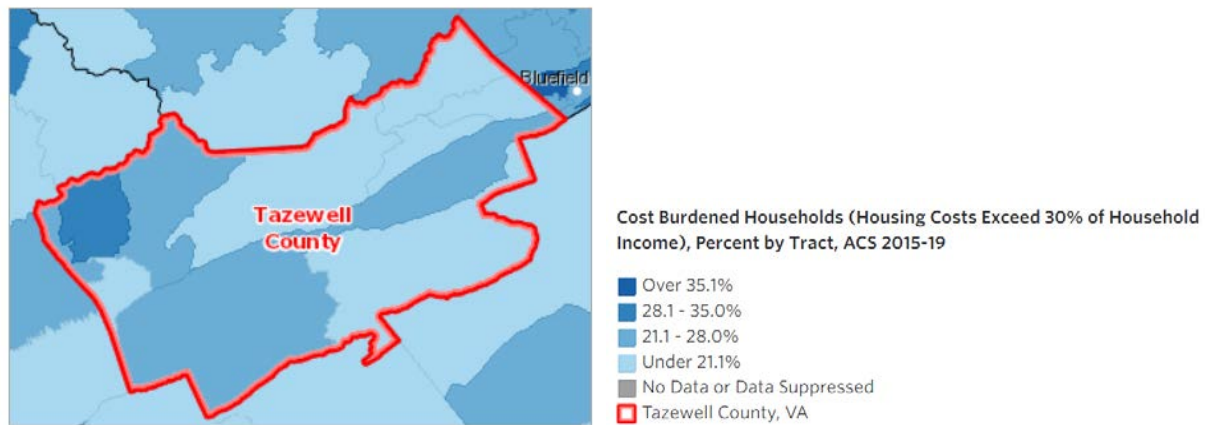 Bluefield
Tazewell
County
Cost Burdened Households (Housing Costs Exceed 30% of Household
Income), Percent by Tract, ACS 2015-19
Over 35.1%
28.1 - 35.0%
21.1 - 28.0%
Under 21.1%
No Data or Data Suppressed
Tazewell County, VA